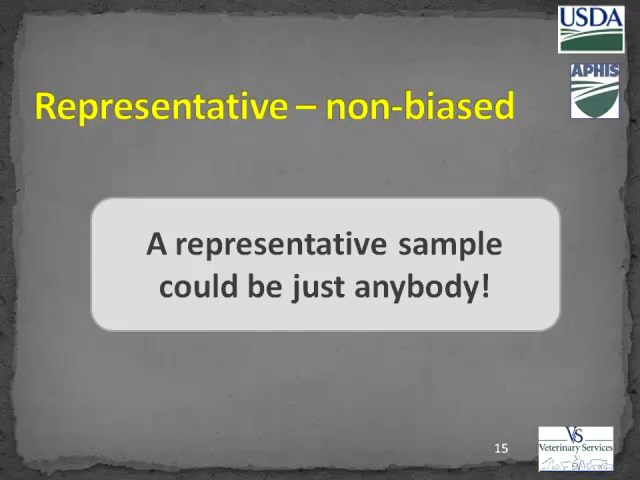 USDA
APHIS
Representative – non-biased
A representative sample
could be just anybody!
15
VS
Veterinary Services